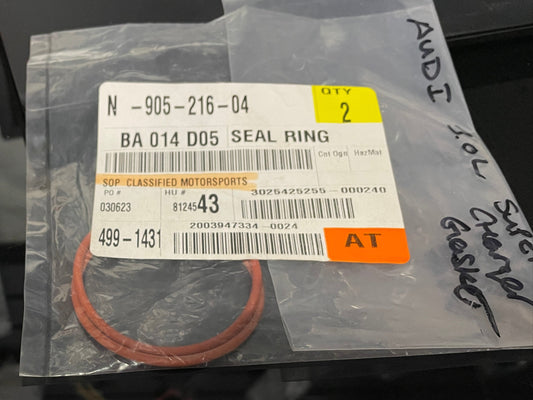 N -905-216-04
QTY
2
BA 014 D05 SEAL RING
Cnt Ogn HazMat
SOP CLASSIFIED MOTORSPORTS
PO # HU # 3025425255-000240
030623 8124543
499-1431 2003947334-0024
AT
AUDI 3.0L
Super
Charger
Gasket